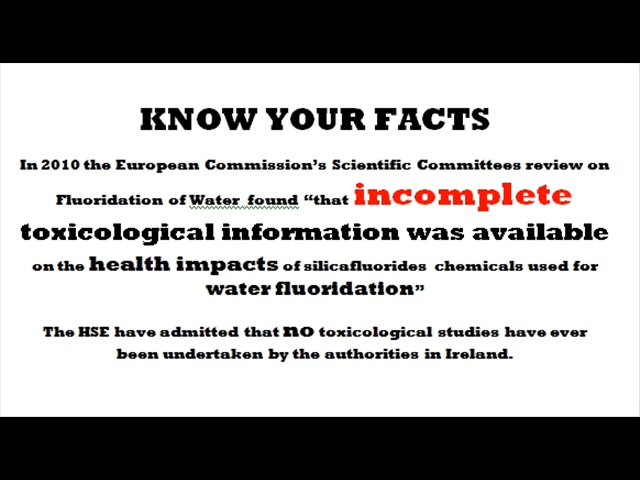 KNOW YOUR FACTS
In 2010 the European Commission's Scientific Committees review on
Fluoridation of Water found “that incomplete
toxicological information was available
on the health impacts of silicafluorides chemicals used for
water fluoridation”
The HSE have admitted that no toxicological studies have ever
been undertaken by the authorities in Ireland.